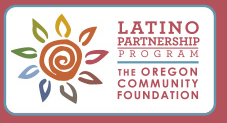 LATINO
PARTNERSHIP
PROGRAM
THE OREGON
COMMUNITY
FOUNDATION